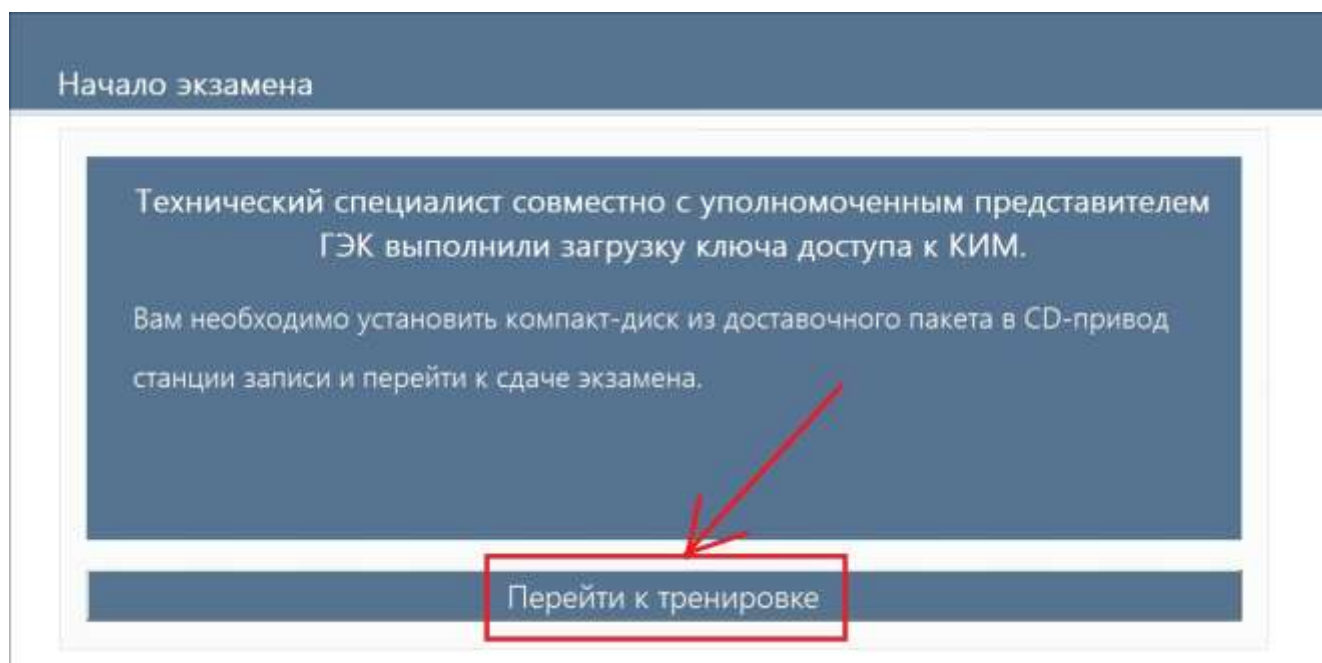 Начало экзамена
Технический специалист совместно с уполномоченным представителем
ГЭК выполнили загрузку ключа доступа к КИМ.
Вам необходимо установить компакт-диск из доставочного пакета в CD-привод
станции записи и перейти к сдаче экзамена.
Перейти к тренировке